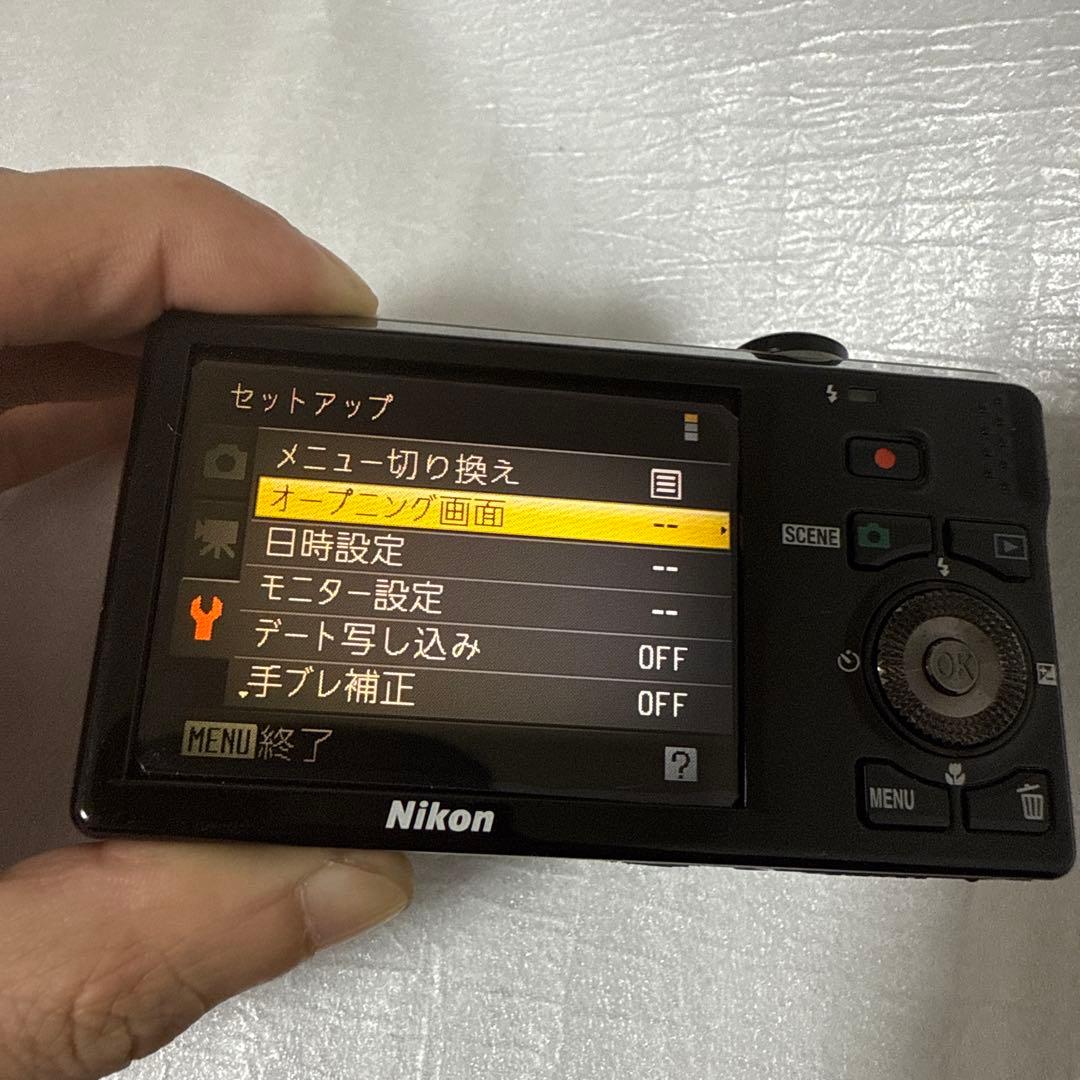 セットアップ
メニュー切り換え
オープニング画面 --
日時設定 --
モニター設定 --
デート写し込み OFF
手ブレ補正 OFF
MENU終了 ?
Nikon
SCENE
OK
MENU